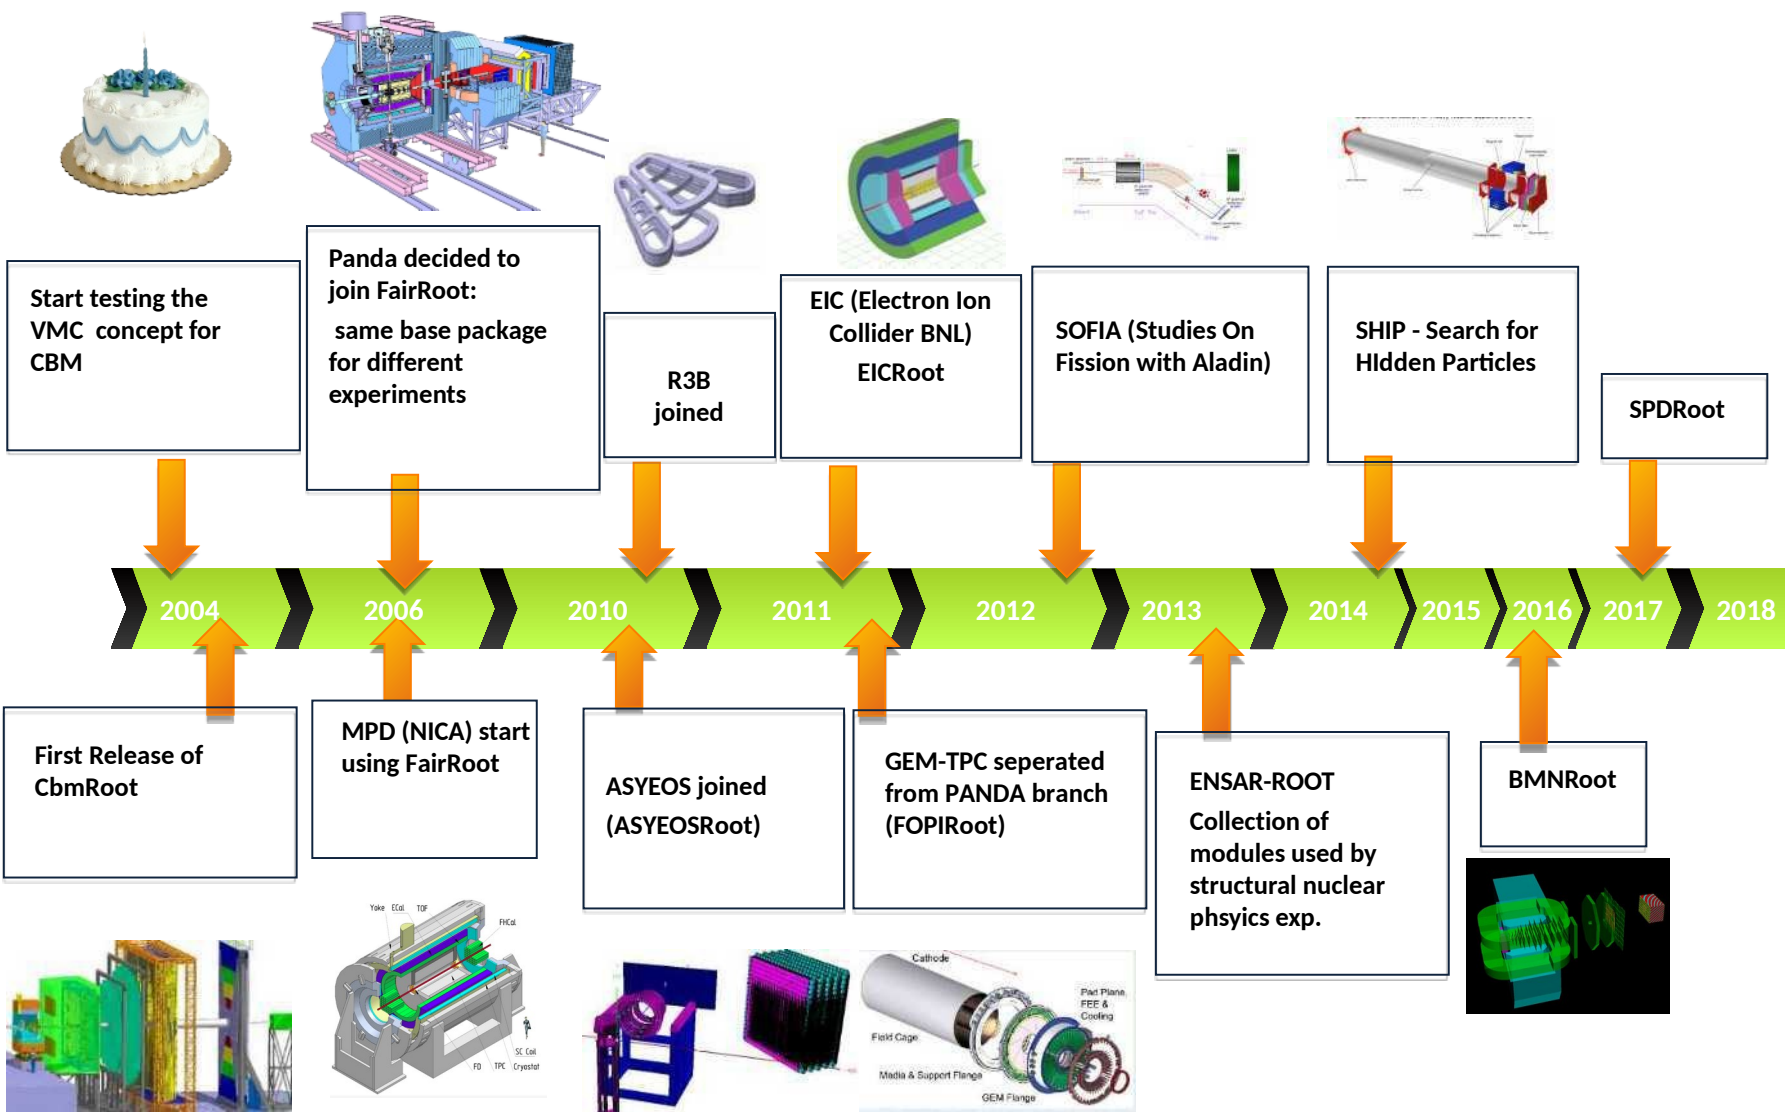 Start testing the
VMC  concept for
CBM
Panda decided to
join FairRoot:
same base package
for different
experiments
R3B
joined
EIC (Electron Ion
Collider BNL)
EICRoot
SOFIA (Studies On
Fission with Aladin)
SHIP - Search for
HIdden Particles
SPDRoot
2004
2006
2010
2011
2012
2013
2014
2015
2016
2017
2018
First Release of
CbmRoot
MPD (NICA) start
using FairRoot
ASYEOS joined
(ASYEOSRoot)
GEM-TPC seperated
from PANDA branch
(FOPIRoot)
ENSAR-ROOT
Collection of
modules used by
structural nuclear
phsyics exp.
BMNRoot
Yoke ECal TOF
FHCal
SC Coil
FD TPC Cryostat
Cathode
Pad Plane,
FEE &
Cooling
Field Cage
Media & Support Flange
GEM Flange